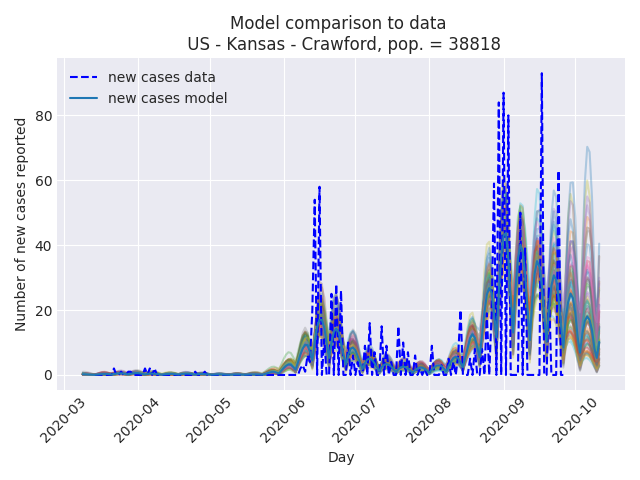 Model comparison to data
US - Kansas - Crawford, pop. = 38818
new cases data
new cases model
Number of new cases reported
80
60
40
20
0
2020-03
2020-04
2020-05
2020-06
2020-07
2020-08
2020-09
2020-10
Day